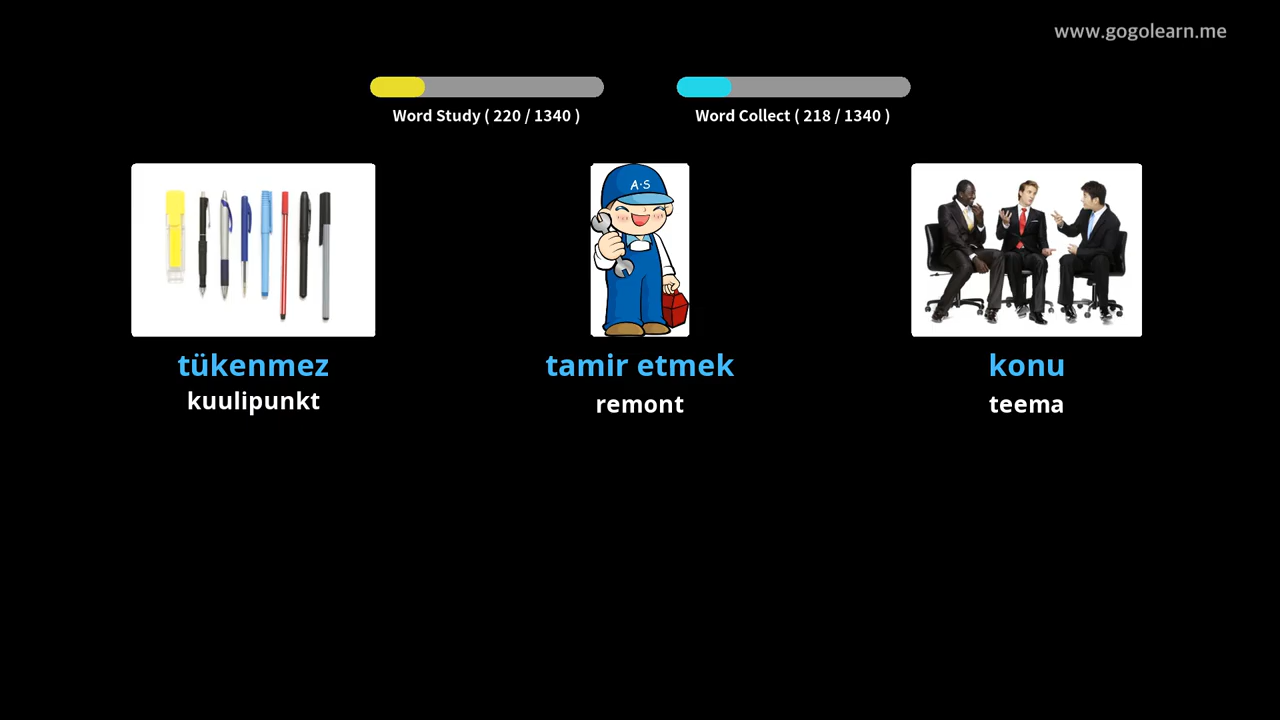 www.gogolearn.me
Word Study ( 220 / 1340 )
Word Collect ( 218 / 1340 )
A·S
tükenmez
kuulipunkt
tamir etmek
remont
konu
teema